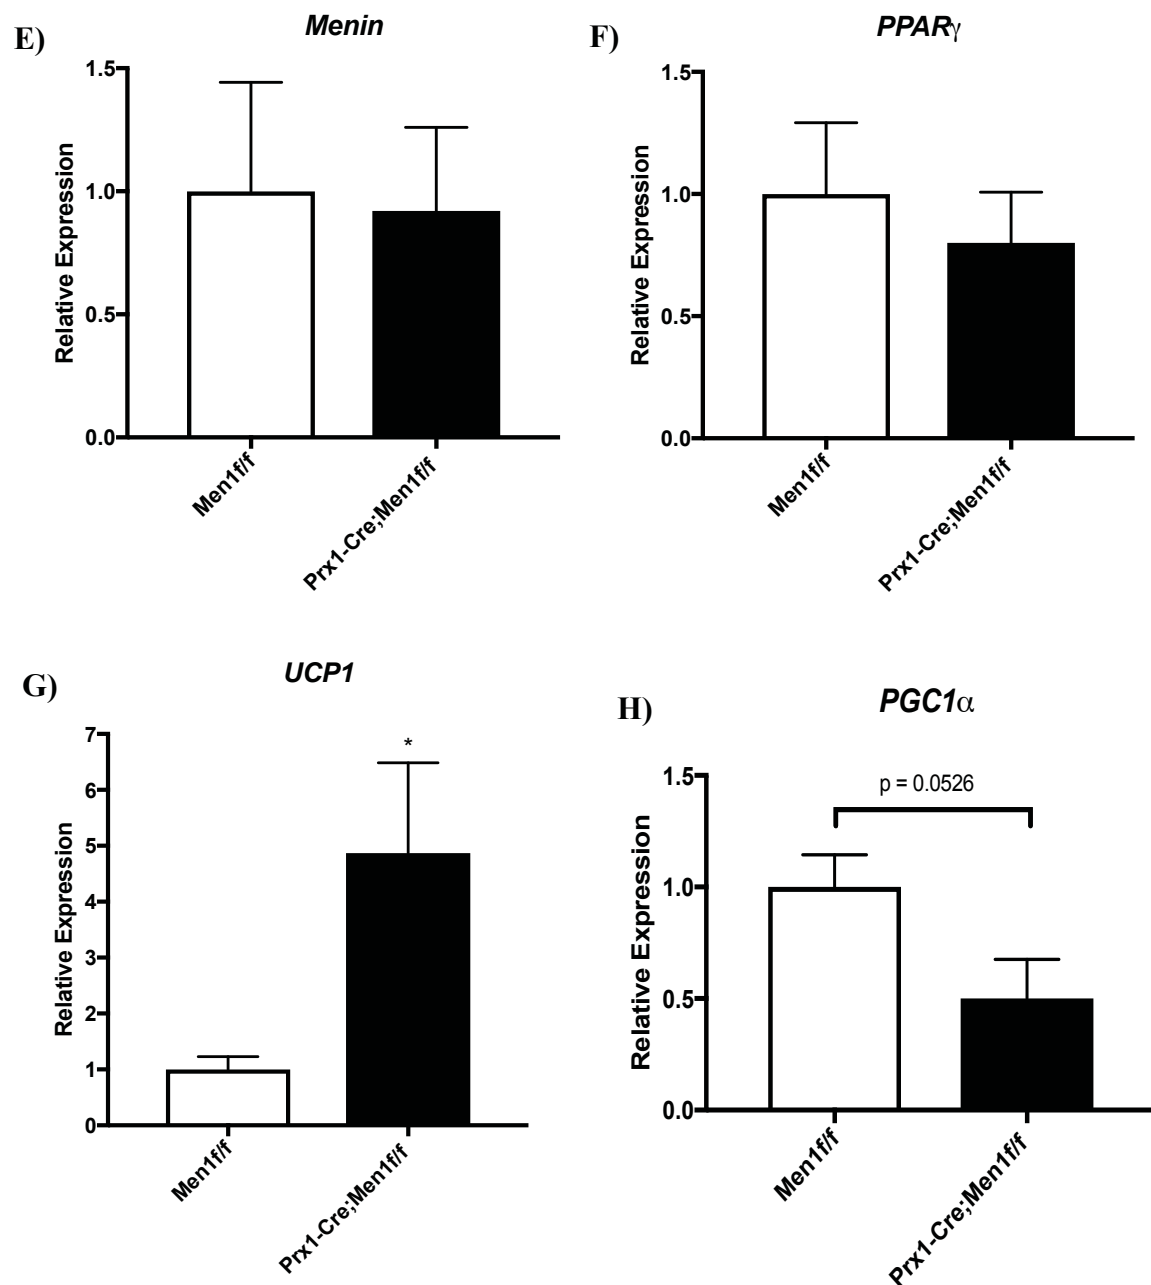 E)
Menin
Relative Expression
1.5
1.0
0.5
0.0
Men1f/f
Prx1-Cre;Men1f/f
F)
PPARγ
Relative Expression
1.5
1.0
0.5
0.0
Men1f/f
Prx1-Cre;Men1f/f
G)
UCP1
Relative Expression
7
6
5
4
3
2
1
0
*
Men1f/f
Prx1-Cre;Men1f/f
H)
PGC1α
Relative Expression
1.5
1.0
0.5
0.0
p = 0.0526
Men1f/f
Prx1-Cre;Men1f/f